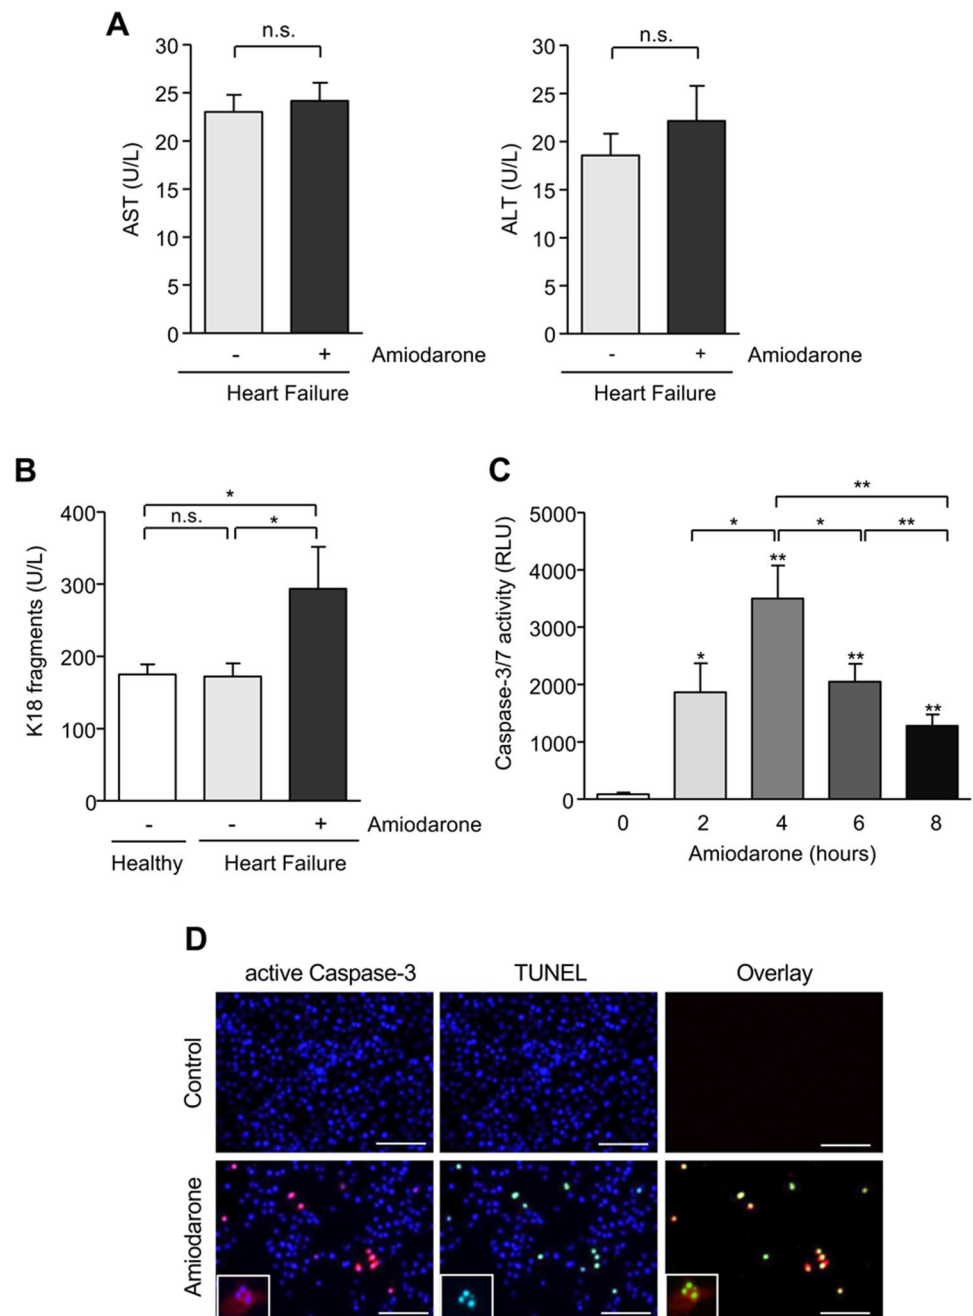 A
n.s.
30
25
20
15
10
5
0
AST (U/L)
- + Amiodarone
Heart Failure
n.s.
30
25
20
15
10
5
0
ALT (U/L)
- + Amiodarone
Heart Failure
B
*
n.s. *
400
300
200
100
0
K18 fragments (U/L)
- - + Amiodarone
Healthy Heart Failure
C
**
* * **
5000
4000
3000
2000
1000
0
Caspase-3/7 activity (RLU)
* ** ** **
0 2 4 6 8
Amiodarone (hours)
D
active Caspase-3 TUNEL Overlay
Control
Amiodarone